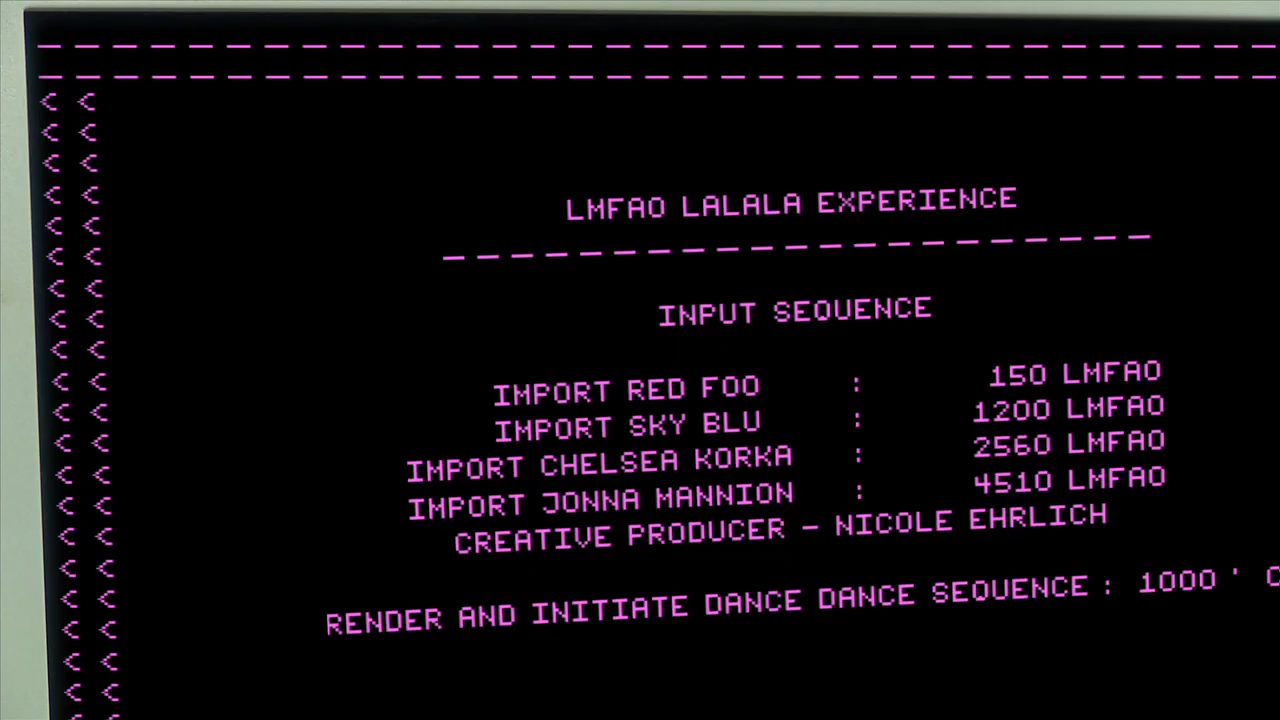 — — — — — — — — — — — — — — — — — — — — — — — — — — — — — — — — —
— — — — — — — — — — — — — — — — — — — — — — — — — — — — — — — — —
< <
< <
< <
< < LMFAO LALALA EXPERIENCE
< <
< < — — — — — — — — — — — — — — — — — — — — — — —
< <
< < INPUT SEQUENCE
< <
< < IMPORT RED FOO : 150 LMFAO
< < IMPORT SKY BLU : 1200 LMFAO
< < IMPORT CHELSEA KORKA : 2560 LMFAO
< < IMPORT JONNA MANNION : 4510 LMFAO
< < CREATIVE PRODUCER – NICOLE EHRLICH
< <
< < RENDER AND INITIATE DANCE DANCE SEQUENCE : 1000 '
< <
< <